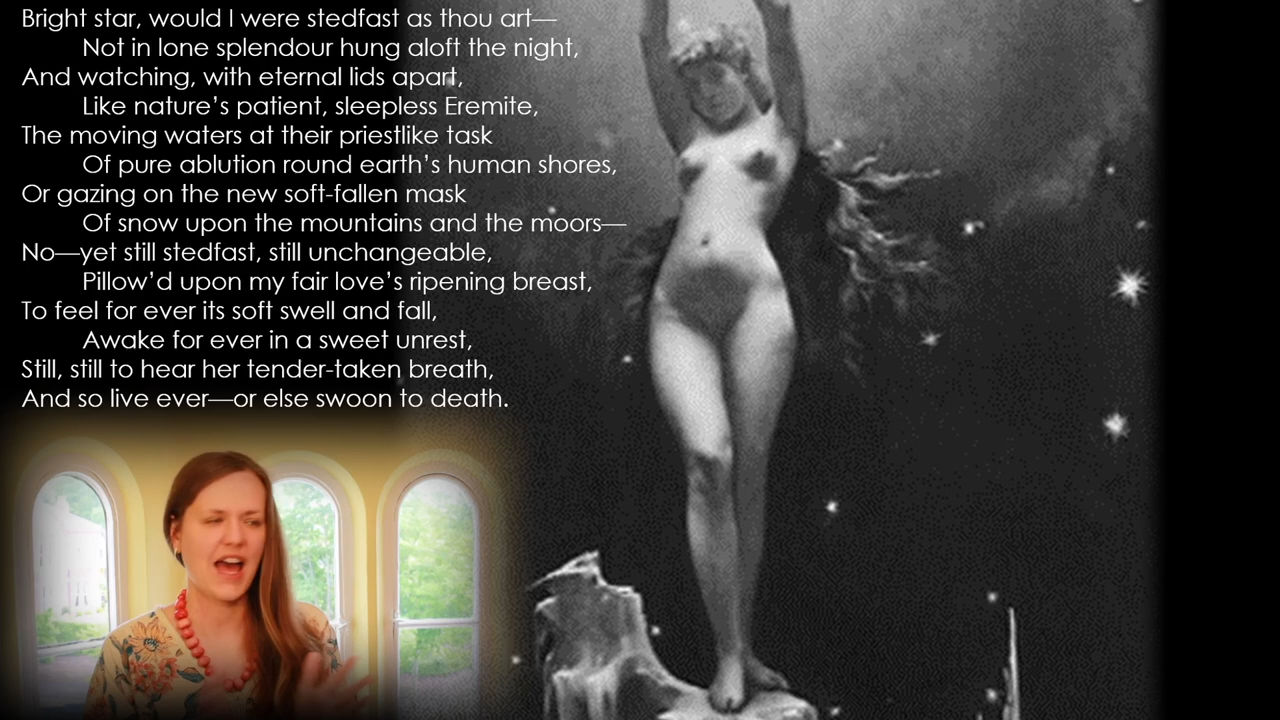 Bright star, would I were stedfast as thou art—
Not in lone splendour hung aloft the night,
And watching, with eternal lids apart,
Like nature’s patient, sleepless Eremite,
The moving waters at their priestlike task
Of pure ablution round earth’s human shores,
Or gazing on the new soft-fallen mask
Of snow upon the mountains and the moors—
No—yet still stedfast, still unchangeable,
Pillow’d upon my fair love’s ripening breast,
To feel for ever its soft swell and fall,
Awake for ever in a sweet unrest,
Still, still to hear her tender-taken breath,
And so live ever—or else swoon to death.